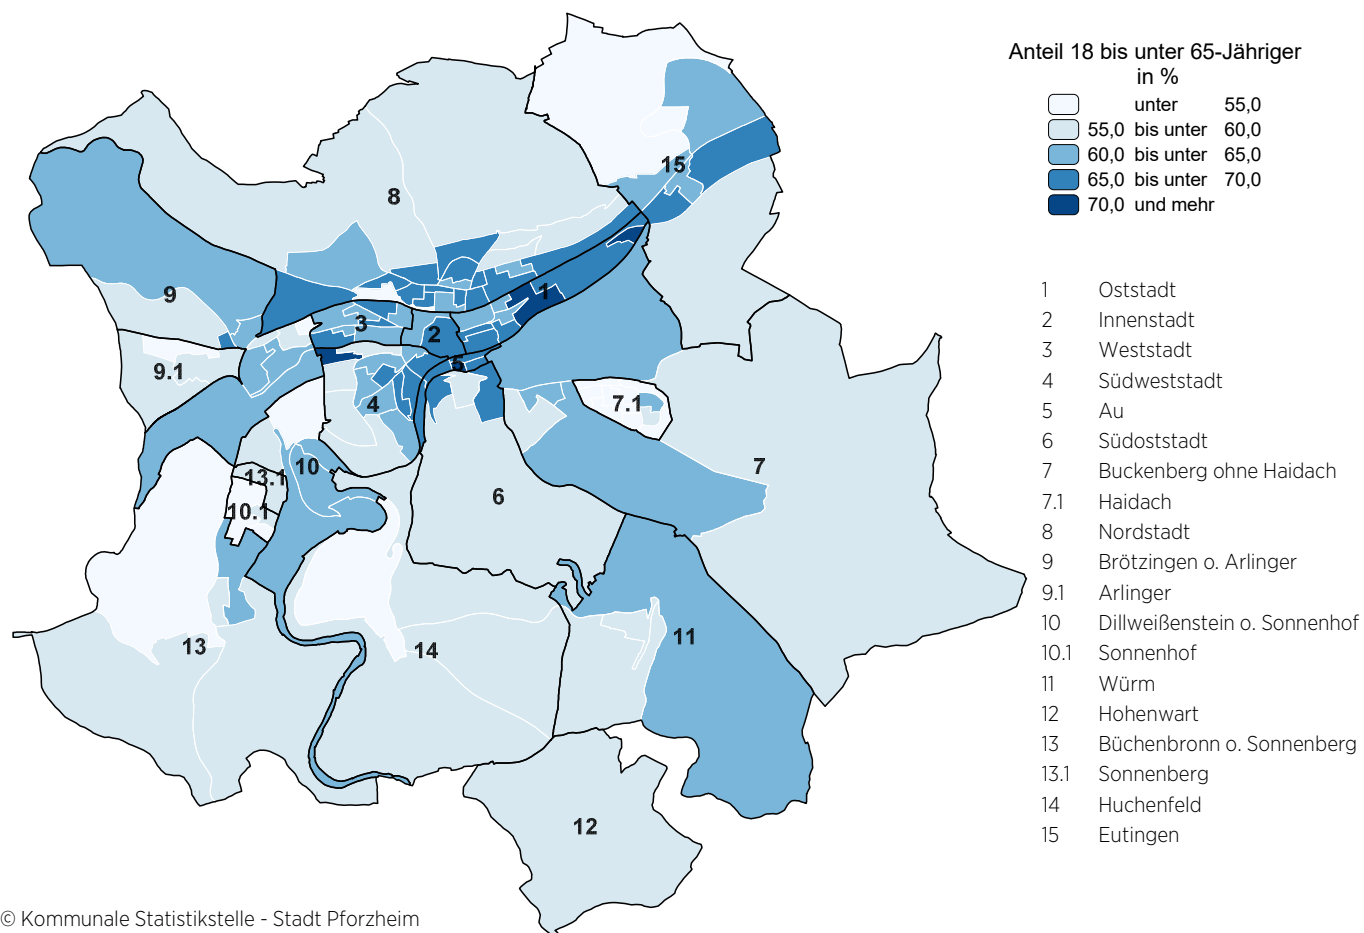 Anteil 18 bis unter 65-Jähriger
in %
unter 55,0
55,0 bis unter 60,0
60,0 bis unter 65,0
65,0 bis unter 70,0
70,0 und mehr
1 Oststadt
2 Innenstadt
3 Weststadt
4 Südweststadt
5 Au
6 Südoststadt
7 Buckenberg ohne Haidach
7.1 Haidach
8 Nordstadt
9 Brötzingen o. Arlinger
9.1 Arlinger
10 Dillweißenstein o. Sonnenhof
10.1 Sonnenhof
11 Würm
12 Hohenwart
13 Büchenbronn o. Sonnenberg
13.1 Sonnenberg
14 Huchenfeld
15 Eutingen
15
8
9
1
3
2
5
9.1
4
7.1
10
7
13.1
6
10.1
11
13
14
12
© Kommunale Statistikstelle - Stadt Pforzheim